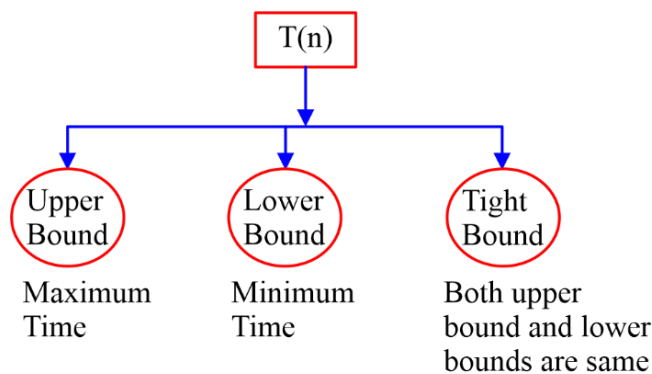 T(n)
Upper
Bound
Lower
Bound
Tight
Bound
Maximum
Time
Minimum
Time
Both upper
bound and lower
bounds are same